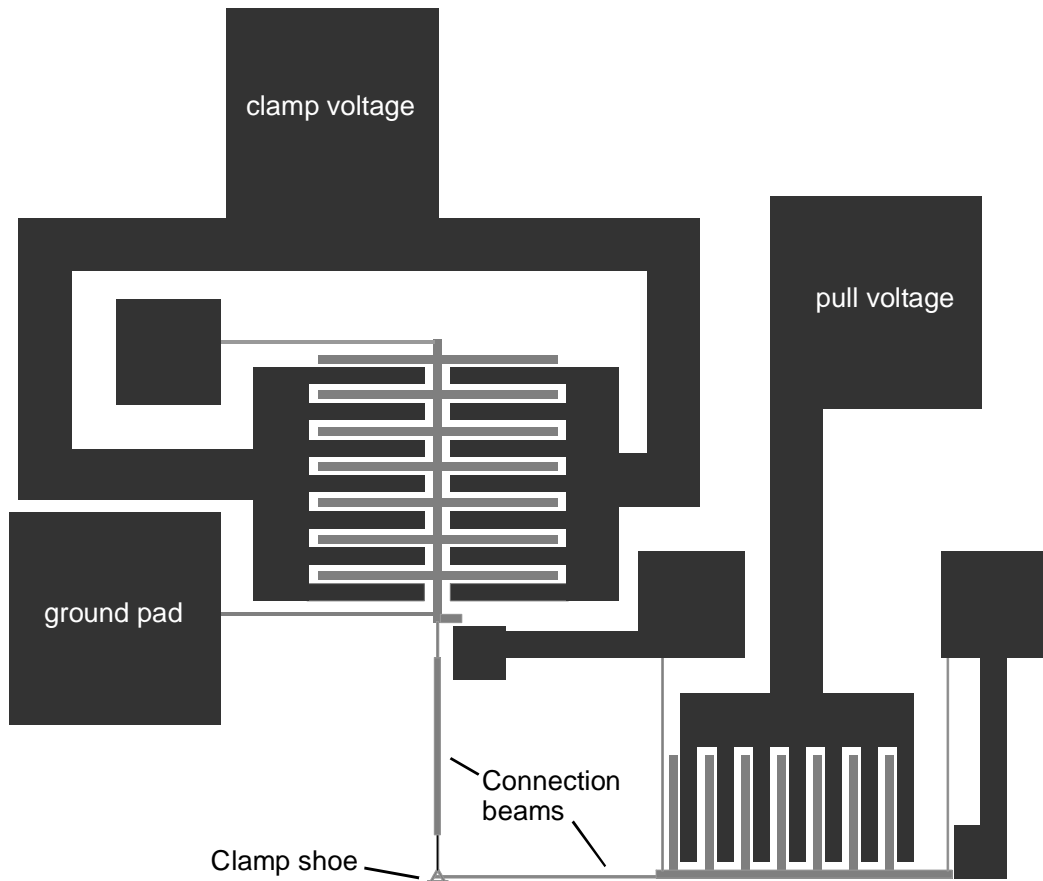 clamp voltage
pull voltage
ground pad
Connection
beams
Clamp shoe